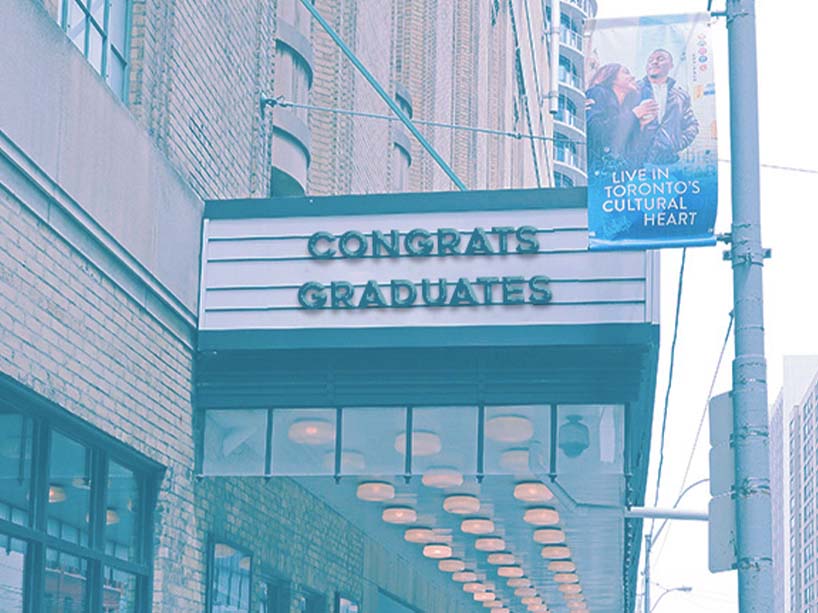 CONGRATS
GRADUATES
LIVE IN
TORONTO'S
CULTURAL
HEART